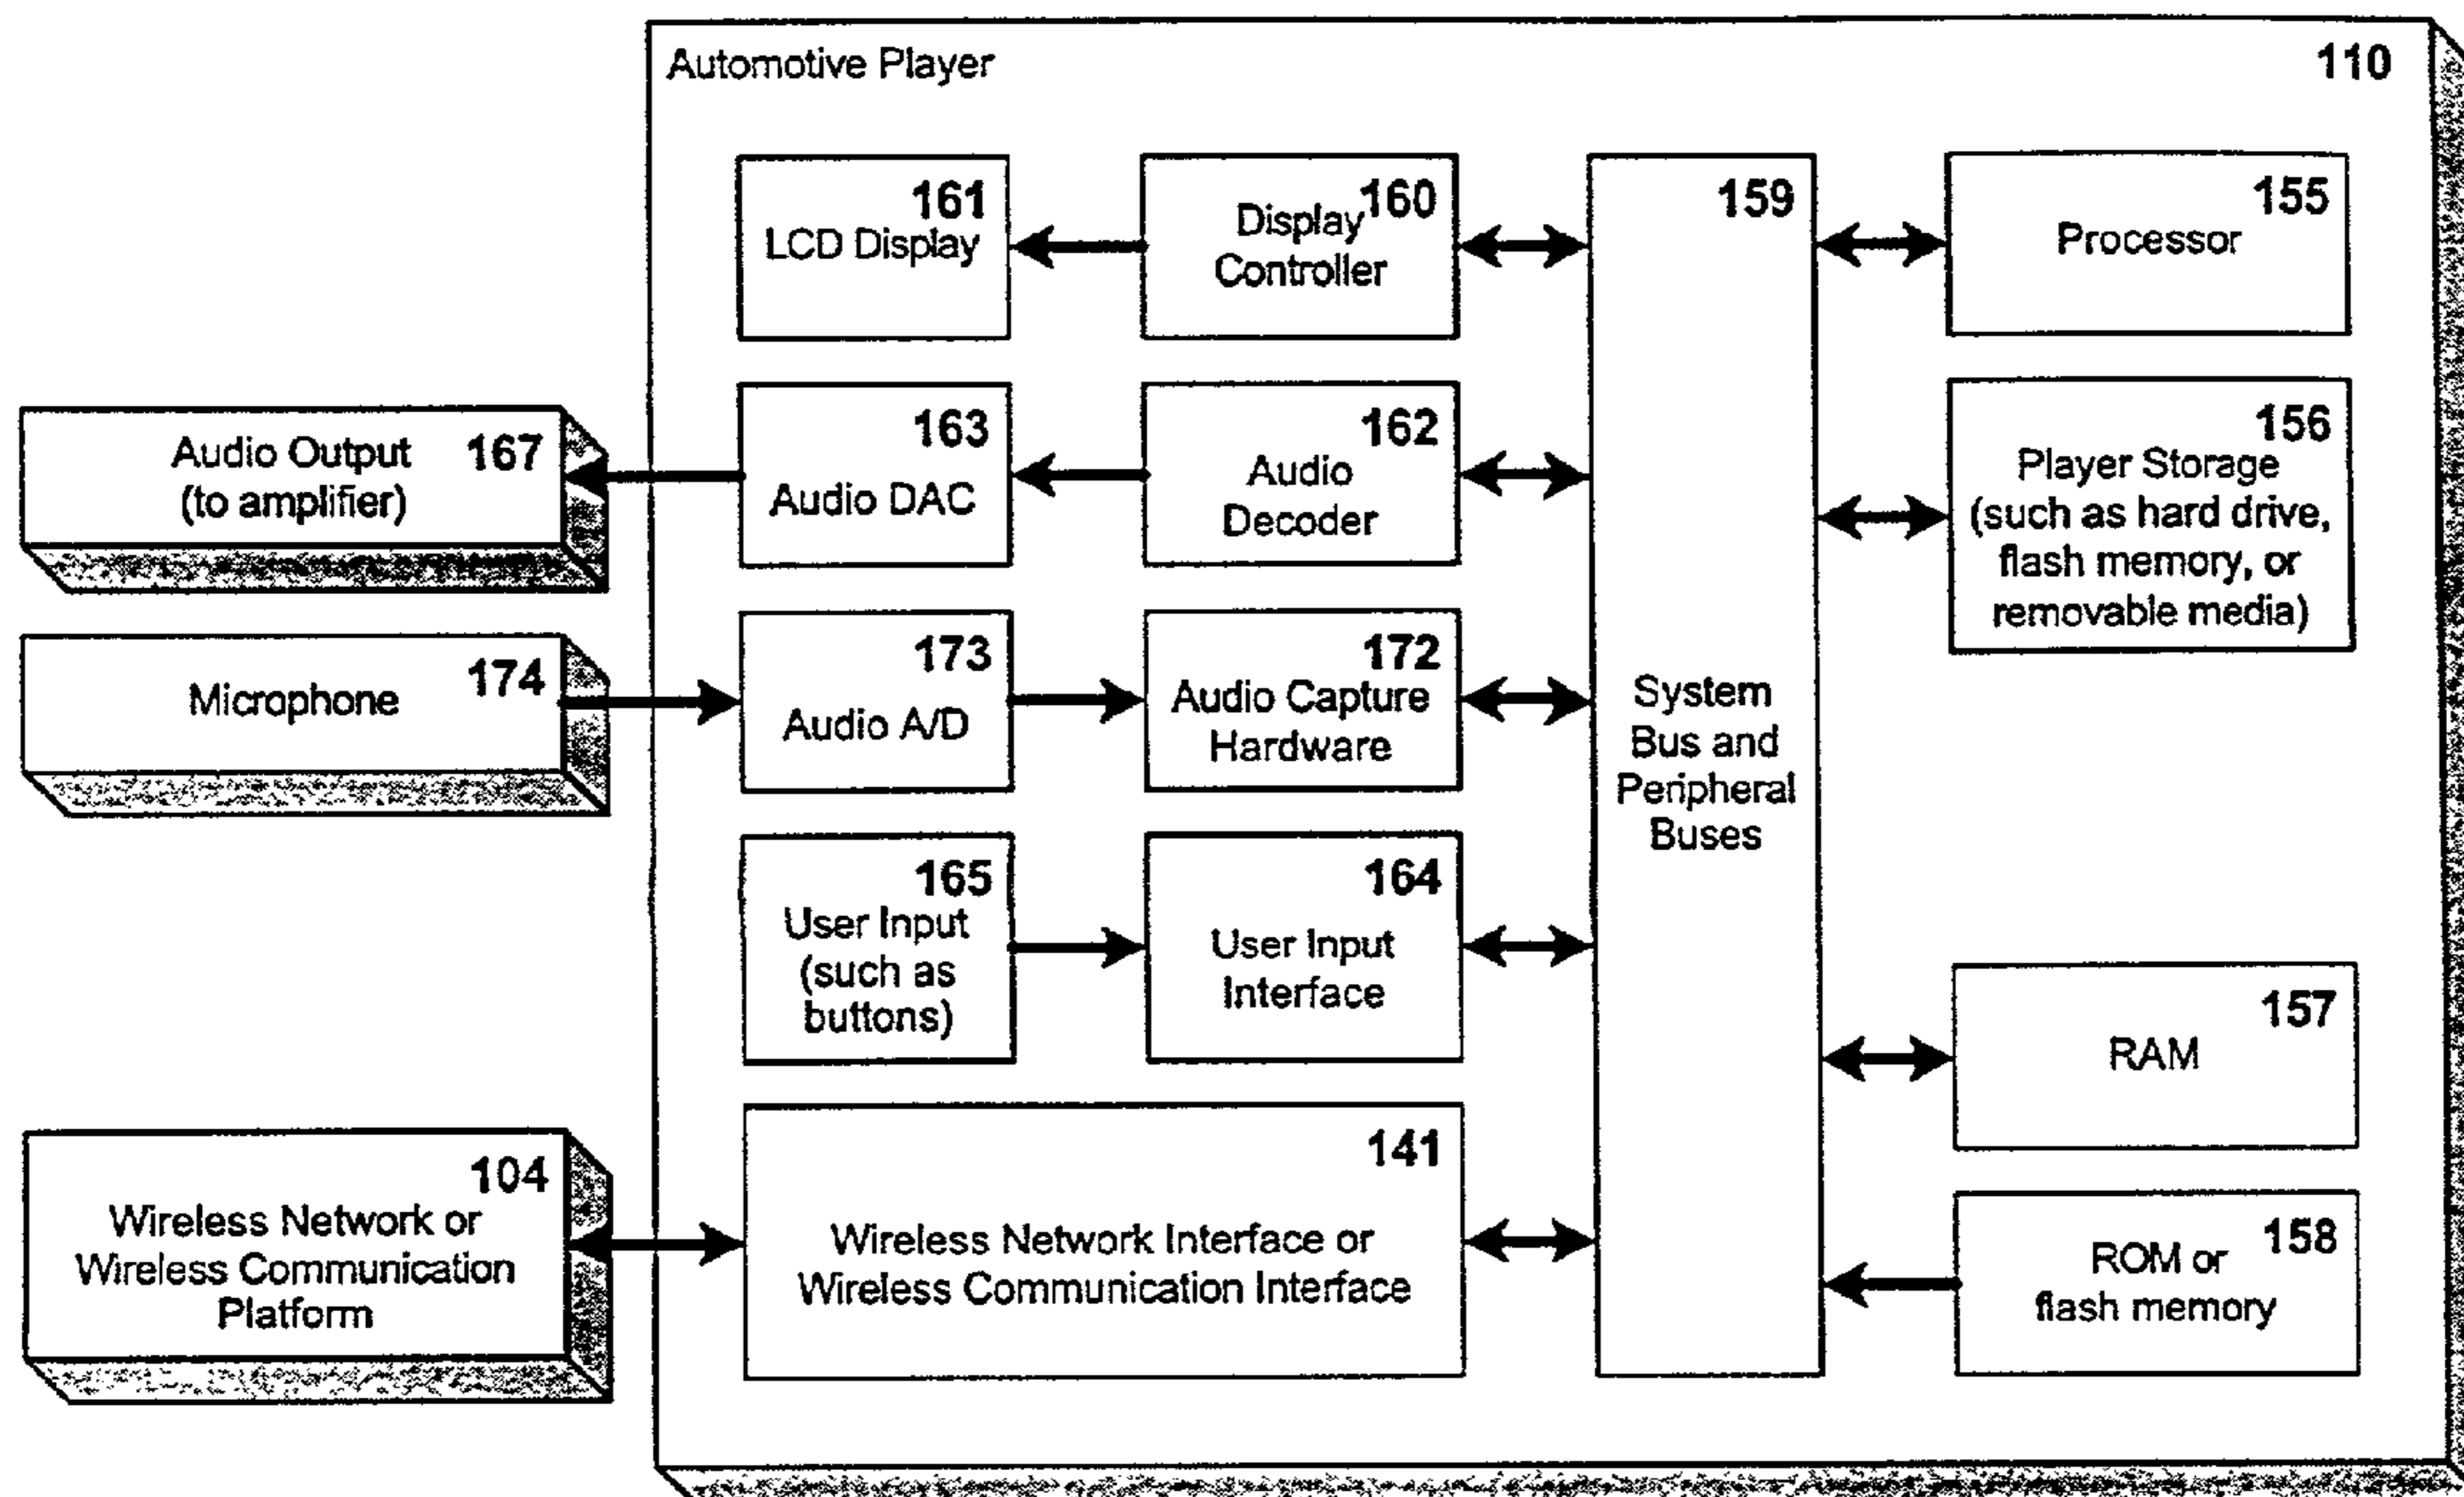 Automotive Player
110
161
LCD Display
160
Display
Controller
159
System
Bus and
Peripheral
Buses
155
Processor
167
Audio Output
(to amplifier)
163
Audio DAC
162
Audio
Decoder
156
Player Storage
(such as hard drive,
flash memory, or
removable media)
174
Microphone
173
Audio A/D
172
Audio Capture
Hardware
165
User Input
(such as
buttons)
164
User Input
Interface
157
RAM
104
Wireless Network or
Wireless Communication
Platform
141
Wireless Network Interface or
Wireless Communication Interface
158
ROM or
flash memory